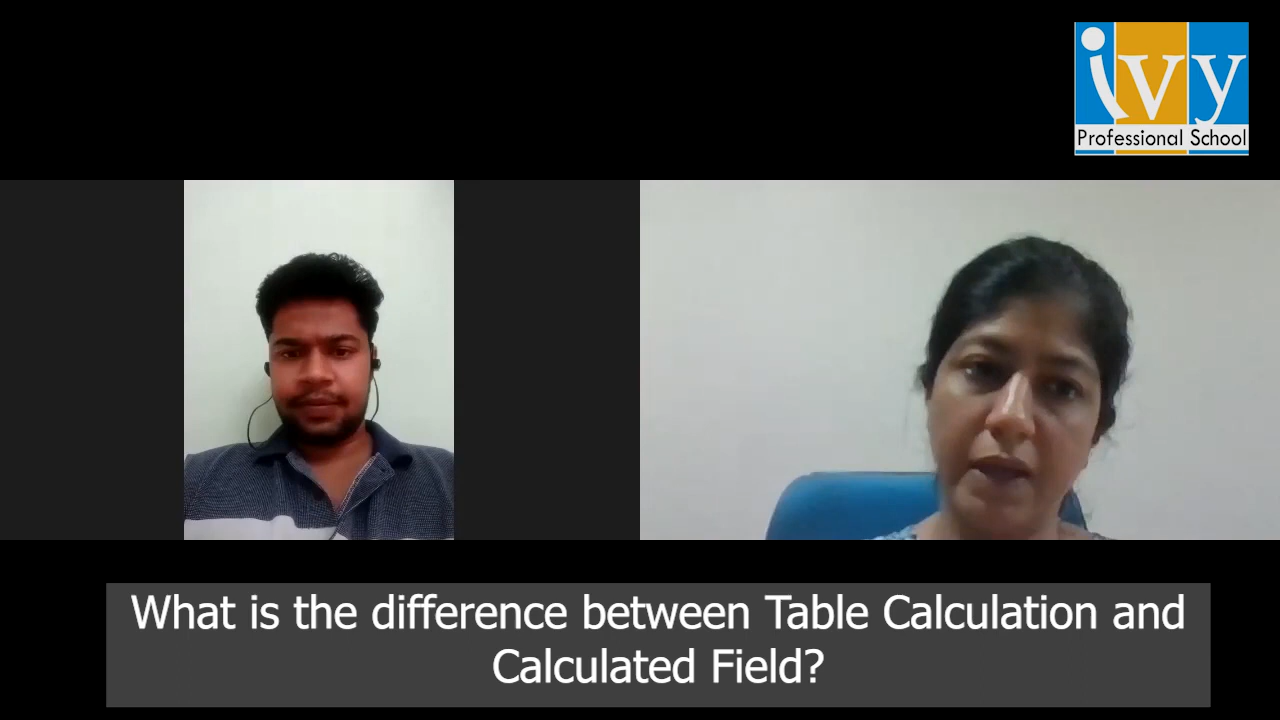 ivy
Professional School
What is the difference between Table Calculation and
Calculated Field?